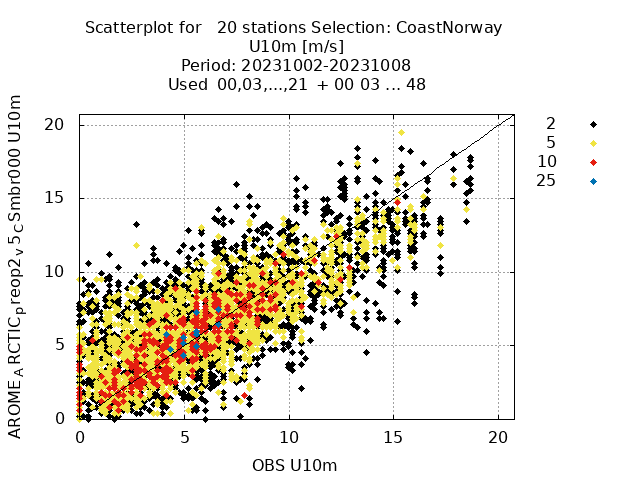 Scatterplot for   20 stations Selection: CoastNorway
U10m [m/s]
Period: 20231002-20231008
Used  00,03,...,21  + 00 03 ... 48
AROME_ARCTIC_preop2_v5_CSmbr000 U10m
20
15
10
5
0
0 5 10 15 20
OBS U10m
2
5
10
25